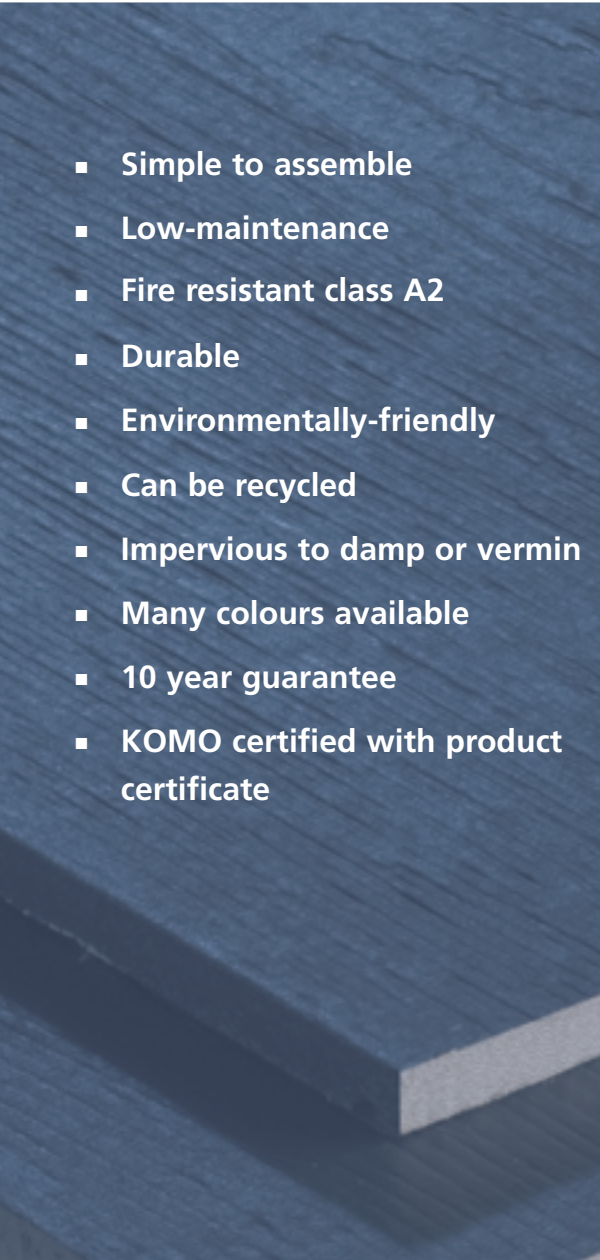 ▪ Simple to assemble
▪ Low-maintenance
▪ Fire resistant class A2
▪ Durable
▪ Environmentally-friendly
▪ Can be recycled
▪ Impervious to damp or vermin
▪ Many colours available
▪ 10 year guarantee
▪ KOMO certified with product
certificate